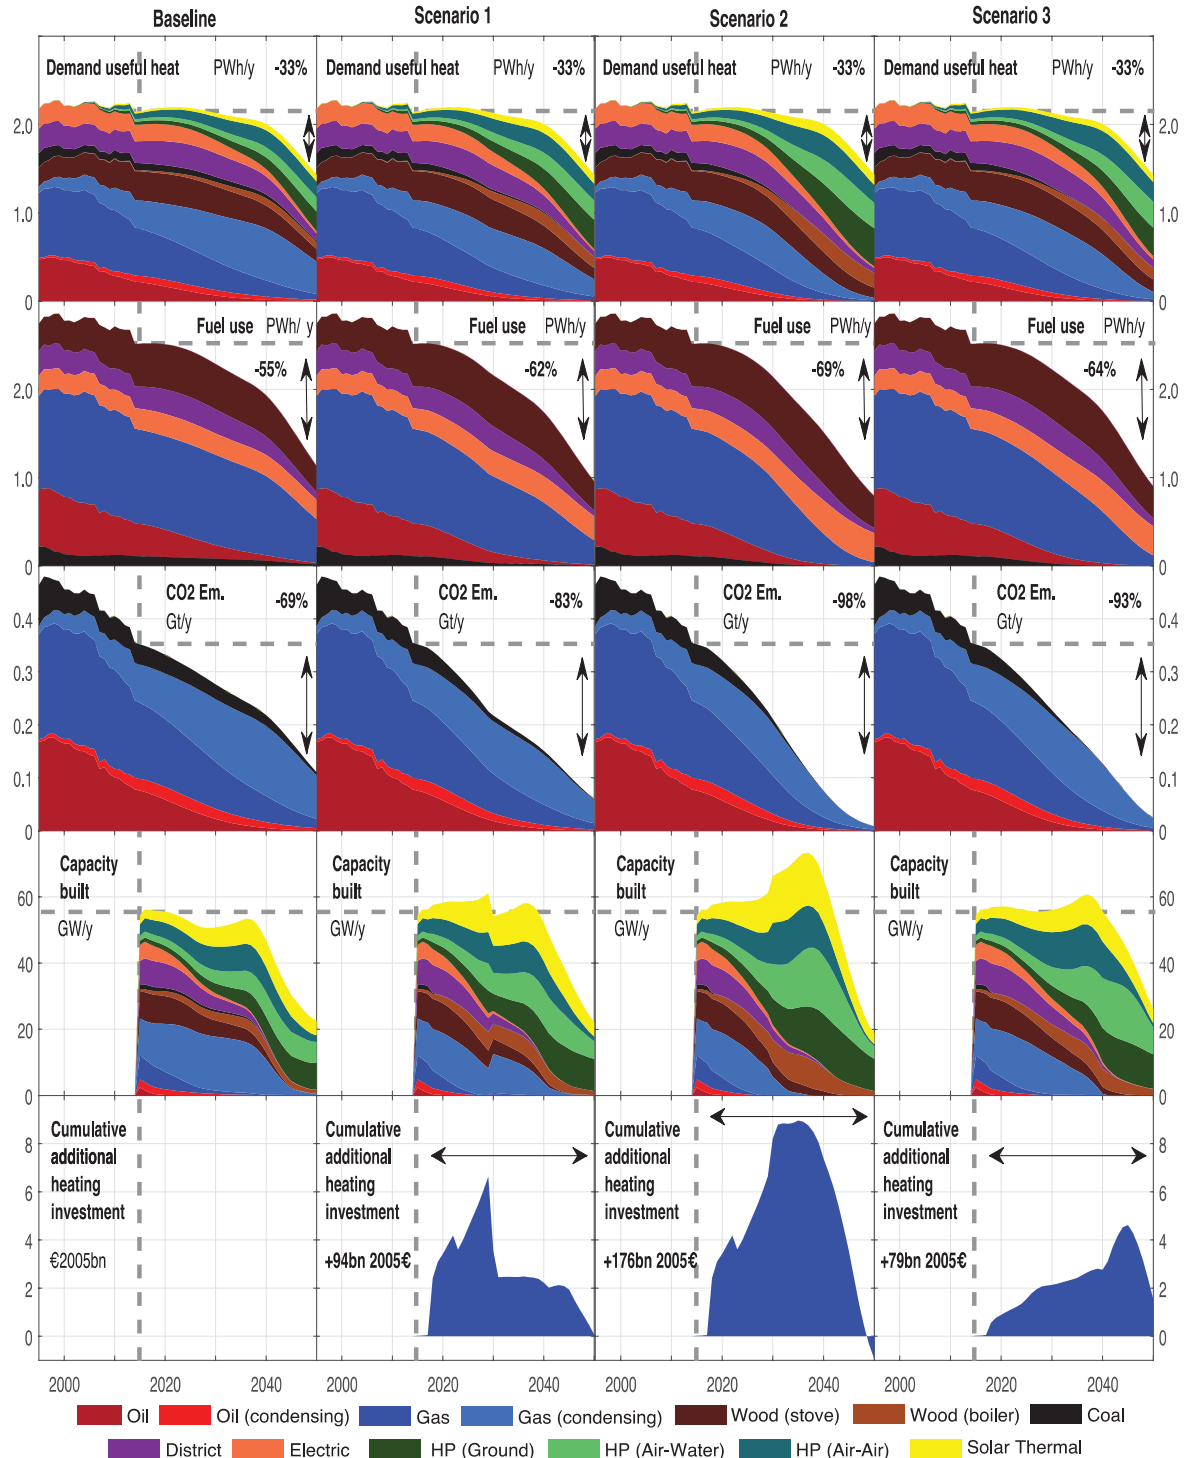 Baseline
Scenario 1
Scenario 2
Scenario 3
Demand useful heat PWh/y -33%
Demand useful heat PWh/y -33%
Demand useful heat PWh/y -33%
Demand useful heat PWh/y -33%
2.0
1.0
0
2.0
1.0
0
Fuel use PWh/ y
-55%
Fuel use PWh/y
-62%
Fuel use PWh/y
-69%
Fuel use PWh/y
-64%
2.0
1.0
0
2.0
1.0
0
CO2 Em. -69%
Gt/y
CO2 Em. -83%
Gt/y
CO2 Em. -98%
Gt/y
CO2 Em. -93%
Gt/y
0.4
0.3
0.2
0.1
0
0.4
0.3
0.2
0.1
0
Capacity
built
GW/y
Capacity
built
GW/y
Capacity
built
GW/y
Capacity
built
GW/y
60
40
20
0
60
40
20
0
Cumulative
additional
heating
investment
€2005bn
Cumulative
additional
heating
investment
+94bn 2005€
Cumulative
additional
heating
investment
+176bn 2005€
Cumulative
additional
heating
investment
+79bn 2005€
8
6
4
2
0
8
6
4
2
0
2000 2020 2040
2000 2020 2040
2000 2020 2040
2000 2020 2040
Oil Oil (condensing) Gas Gas (condensing) Wood (stove) Wood (boiler) Coal
District Electric HP (Ground) HP (Air-Water) HP (Air-Air) Solar Thermal